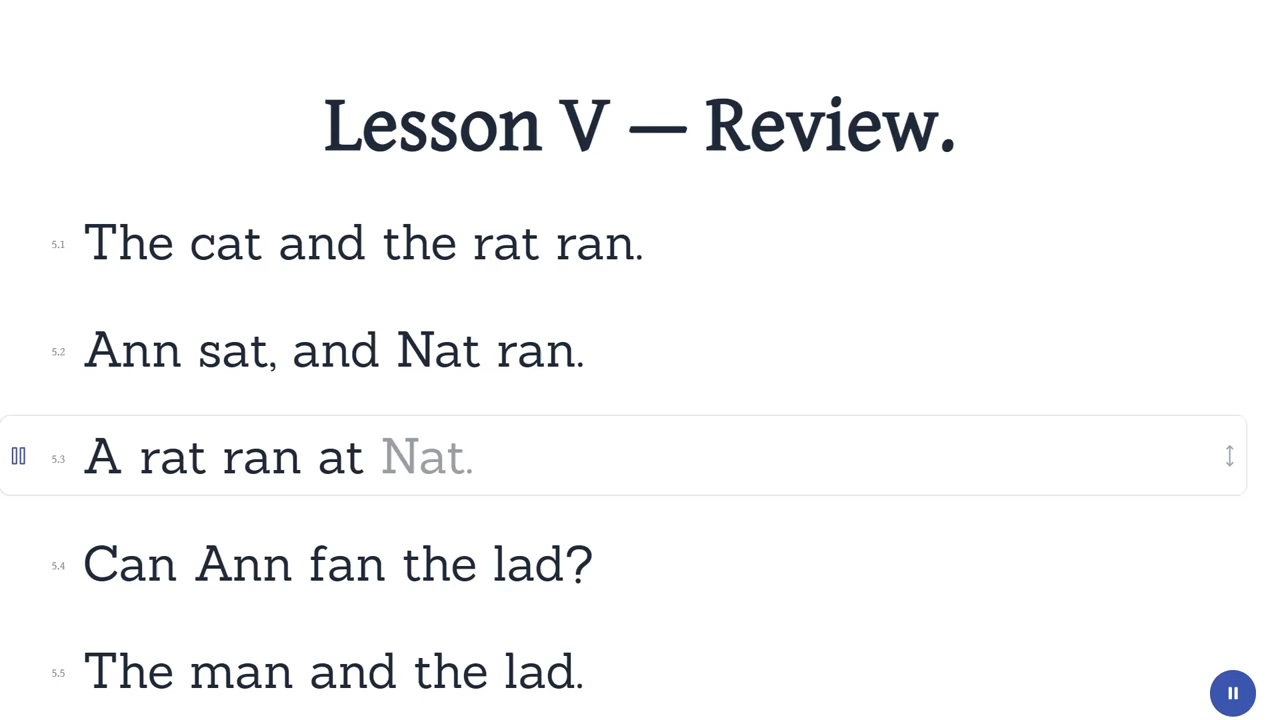 Lesson V — Review.
5.1 The cat and the rat ran.
5.2 Ann sat, and Nat ran.
5.3 A rat ran at Nat.
5.4 Can Ann fan the lad?
5.5 The man and the lad.